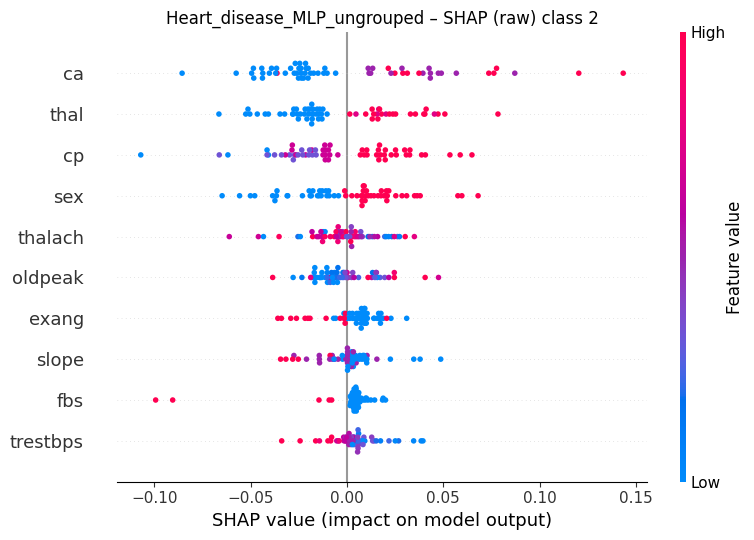 Heart_disease_MLP_ungrouped – SHAP (raw) class 2
High
ca
thal
cp
sex
thalach
oldpeak
exang
slope
fbs
trestbps
Feature value
Low
−0.10 −0.05 0.00 0.05 0.10 0.15
SHAP value (impact on model output)